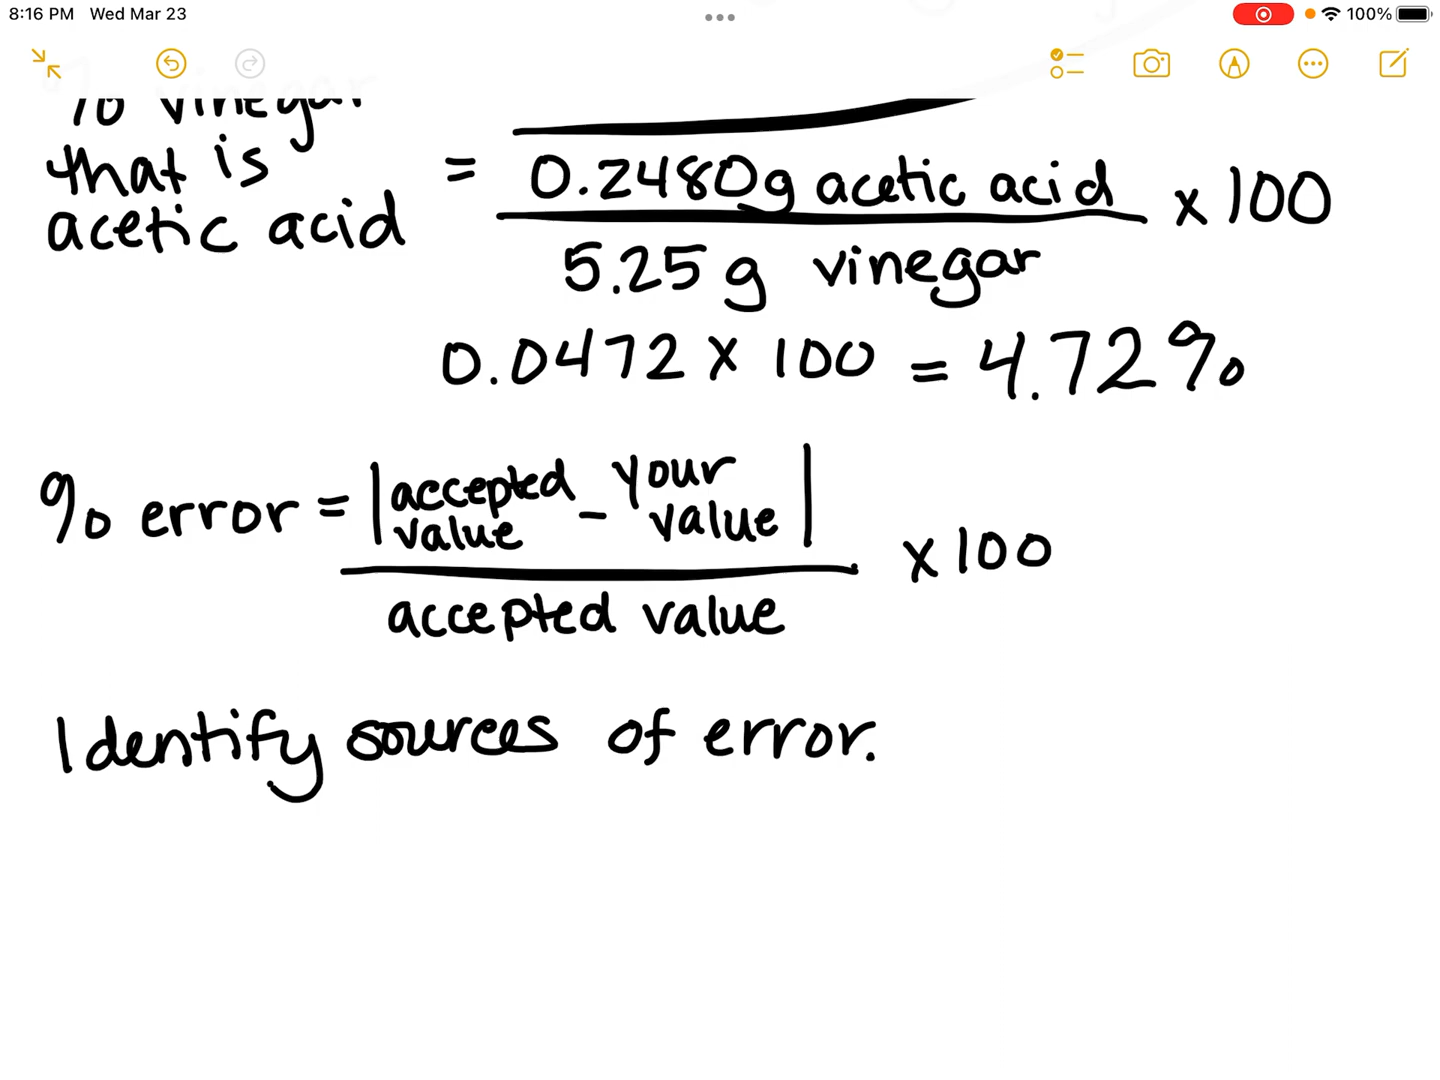 8:16 PM Wed Mar 23 100%
% vinegar
that is
acetic acid = 0.2480g acetic acid x 100
5.25 g vinegar
0.0472 x 100 = 4.72%
% error = |accepted value - your value| x 100
accepted value
Identify sources of error.